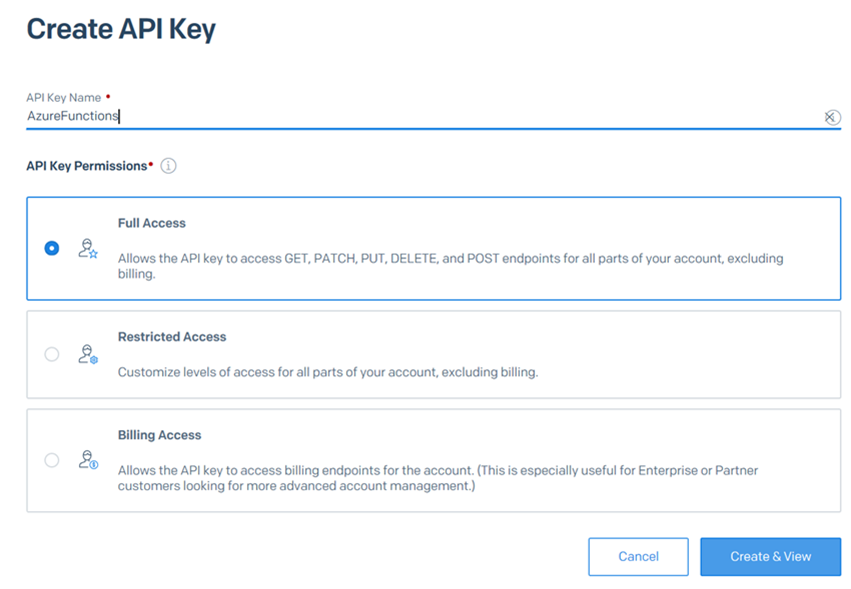 Create API Key
API Key Name •
AzureFunctions
API Key Permissions•
Full Access
Allows the API key to access GET, PATCH, PUT, DELETE, and POST endpoints for all parts of your account, excluding
billing.
Restricted Access
Customize levels of access for all parts of your account, excluding billing.
Billing Access
Allows the API key to access billing endpoints for the account. (This is especially useful for Enterprise or Partner
customers looking for more advanced account management.)
Cancel
Create & View